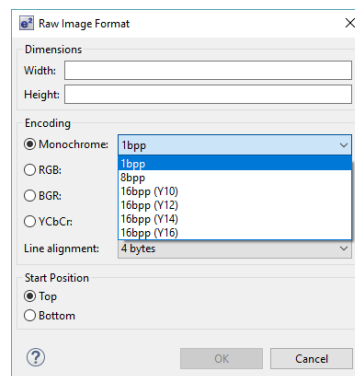 e² Raw Image Format
Dimensions
Width:
Height:
Encoding
Monochrome: 1bpp
1bpp
RGB:
8bpp
16bpp (Y10)
BGR:
16bpp (Y12)
16bpp (Y14)
YCbCr:
16bpp (Y16)
Line alignment: 4 bytes
Start Position
Top
Bottom
? OK Cancel